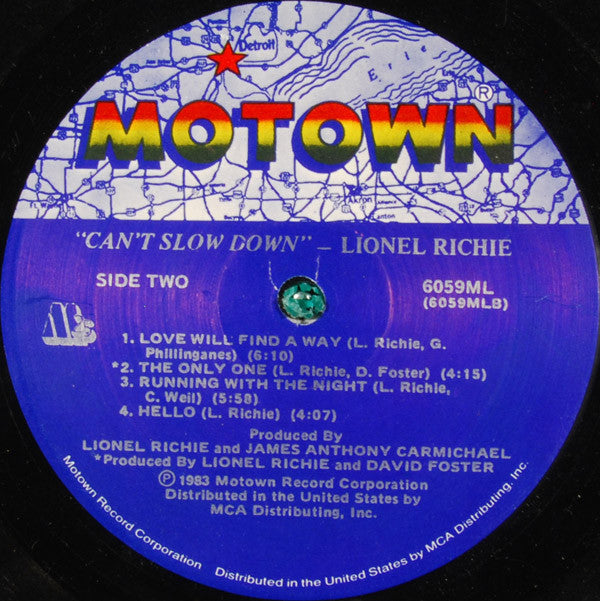 Detroit
Erie
MOTOWN ®
Akron
Canton
"CAN'T SLOW DOWN" – LIONEL RICHIE
SIDE TWO
6059ML
(6059MLB)
M
1. LOVE WILL FIND A WAY (L. Richie, G.
Phillinganes) (6:10)
*2. THE ONLY ONE (L. Richie, D. Foster) (4:15)
3. RUNNING WITH THE NIGHT (L. Richie,
C. Weil) (5:58)
4. HELLO (L. Richie) (4:07)
Produced By
LIONEL RICHIE and JAMES ANTHONY CARMICHAEL
*Produced By LIONEL RICHIE and DAVID FOSTER
℗ 1983 Motown Record Corporation
Distributed in the United States by
MCA Distributing, Inc.
Motown Record Corporation Distributed in the United States by MCA Distributing, Inc.